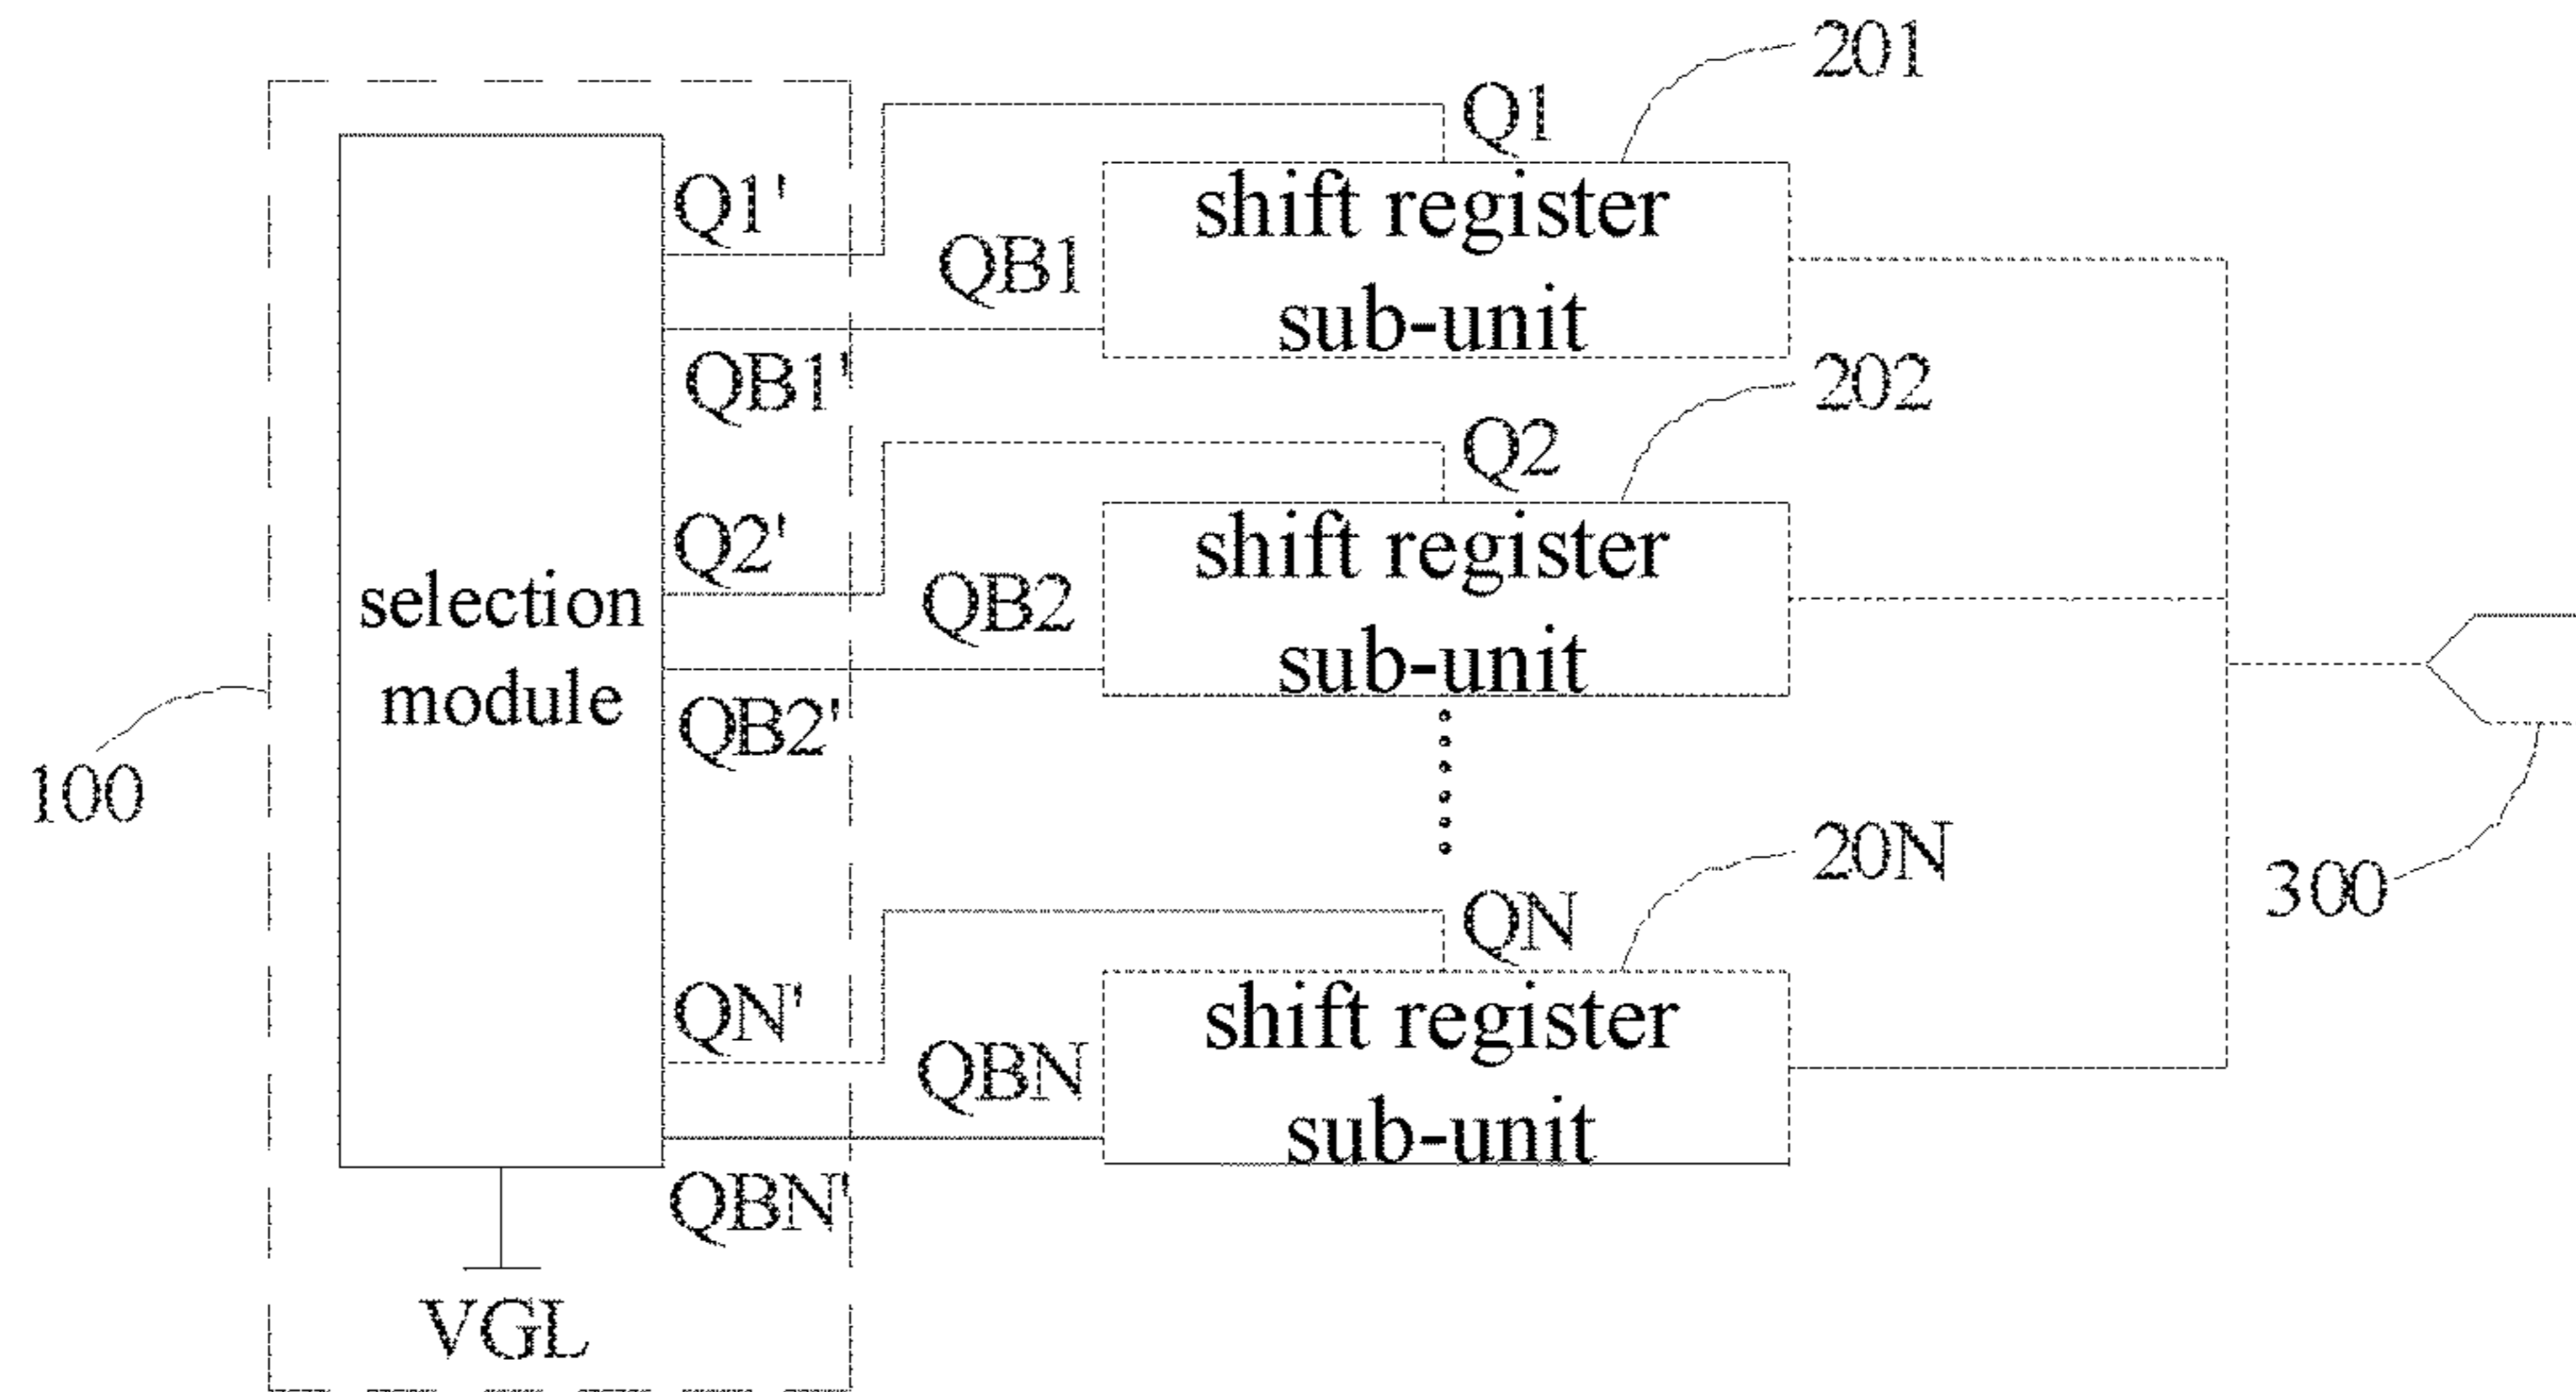 201
Q1
shift register
sub-unit
Q1'
QB1
QB1'
202
Q2
shift register
sub-unit
Q2'
QB2
QB2'
selection
module
100
300
20N
QN
shift register
sub-unit
QN'
QBN
QBN'
VGL